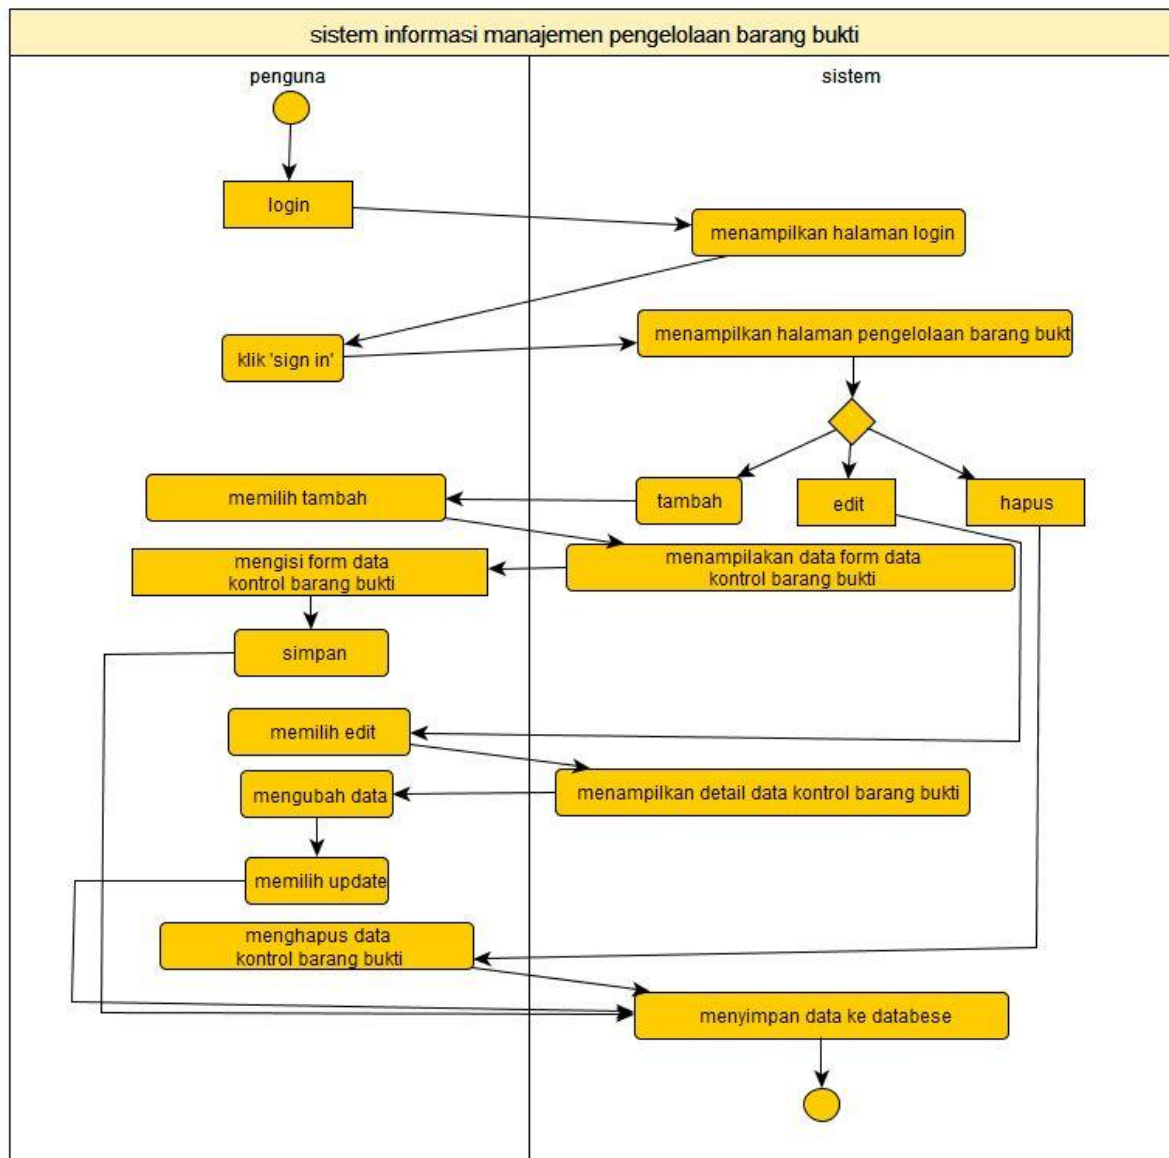 sistem informasi manajemen pengelolaan barang bukti
penguna
sistem
login
menampilkan halaman login
menampilkan halaman pengelolaan barang bukt
klik 'sign in'
memilih tambah
tambah
edit
hapus
mengisi form data
kontrol barang bukti
menampilakan data form data
kontrol barang bukti
simpan
memilih edit
mengubah data
menampilkan detail data kontrol barang bukti
memilih update
menghapus data
kontrol barang bukti
menyimpan data ke databese